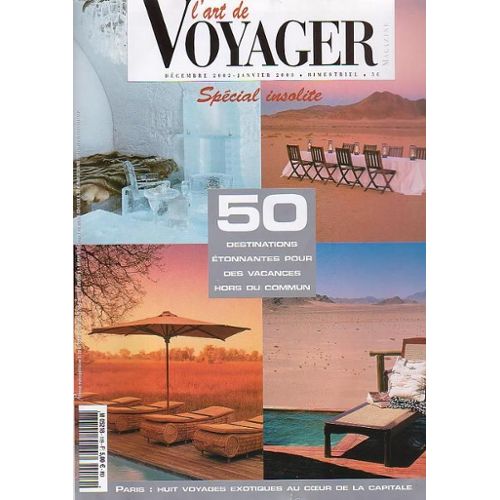 l'art de
VOYAGER
MAGAZINE
DÉCEMBRE 2002-JANVIER 2003 • BIMESTRIEL • 5€
Spécial insolite
50
DESTINATIONS
ÉTONNANTES POUR
DES VACANCES
HORS DU COMMUN
PARIS : HUIT VOYAGES EXOTIQUES AU CŒUR DE LA CAPITALE